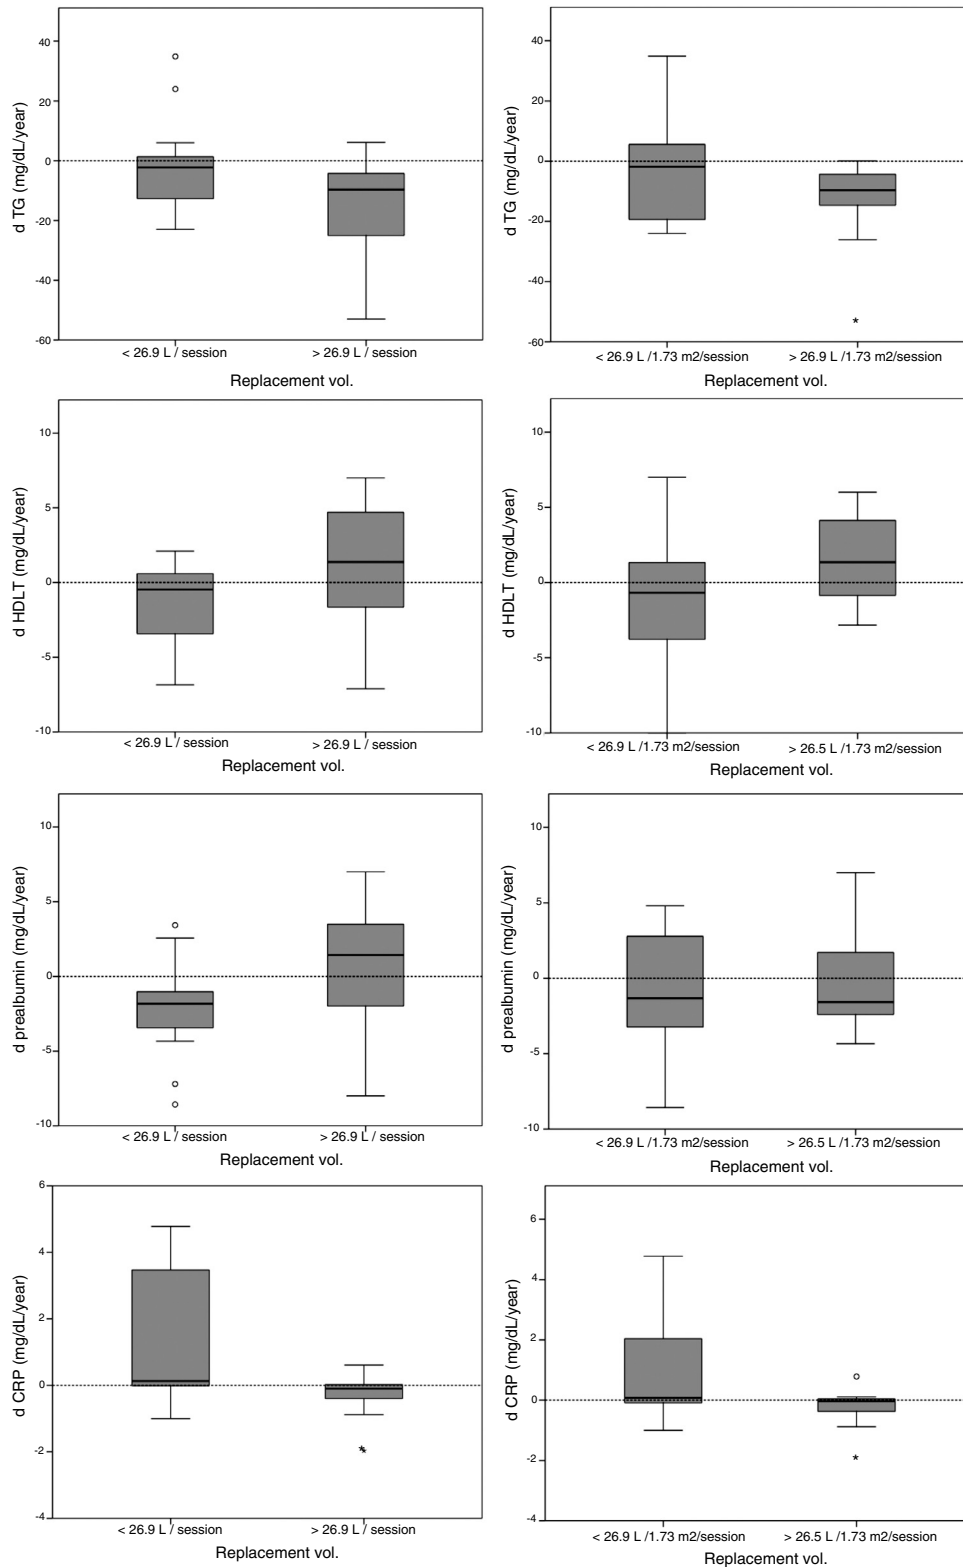 d TG (mg/dL/year)
40
20
0
-20
-40
-60
< 26.9 L / session
> 26.9 L / session
Replacement vol.
d TG (mg/dL/year)
40
20
0
-20
-40
-60
*
< 26.9 L /1.73 m2/session
> 26.9 L /1.73 m2/session
Replacement vol.
d HDLT (mg/dL/year)
10
5
0
-5
-10
< 26.9 L / session
> 26.9 L / session
Replacement vol.
d HDLT (mg/dL/year)
10
5
0
-5
-10
< 26.9 L /1.73 m2/session
> 26.5 L /1.73 m2/session
Replacement vol.
d prealbumin (mg/dL/year)
10
5
0
-5
-10
< 26.9 L / session
> 26.9 L / session
Replacement vol.
d prealbumin (mg/dL/year)
10
5
0
-5
-10
< 26.9 L /1.73 m2/session
> 26.5 L /1.73 m2/session
Replacement vol.
d CRP (mg/dL/year)
6
4
2
0
-2
-4
**
< 26.9 L / session
> 26.9 L / session
Replacement vol.
d CRP (mg/dL/year)
6
4
2
0
-2
-4
*
< 26.9 L /1.73 m2/session
> 26.5 L /1.73 m2/session
Replacement vol.